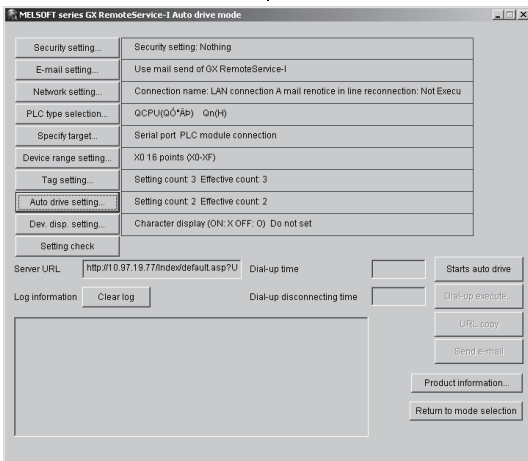 MELSOFT series GX RemoteService-I Auto drive mode
Security setting... Security setting: Nothing
E-mail setting... Use mail send of GX RemoteService-I
Network setting... Connection name: LAN connection A mail renotice in line reconnection: Not Execu
PLC type selection... QCPU(QÓ°ÄÞ) Qn(H)
Specify target... Serial port PLC module connection
Device range setting... X0 16 points (X0-XF)
Tag setting... Setting count: 3 Effective count: 3
Auto drive setting... Setting count: 2 Effective count: 2
Dev. disp. setting... Character display (ON: X OFF: O) Do not set
Setting check
Server URL http://10.97.19.77/Index/default.asp?U Dial-up time Starts auto drive
Log information Clear log Dial-up disconnecting time Dial-up execute...
URL copy
Send e-mail
Product information...
Return to mode selection